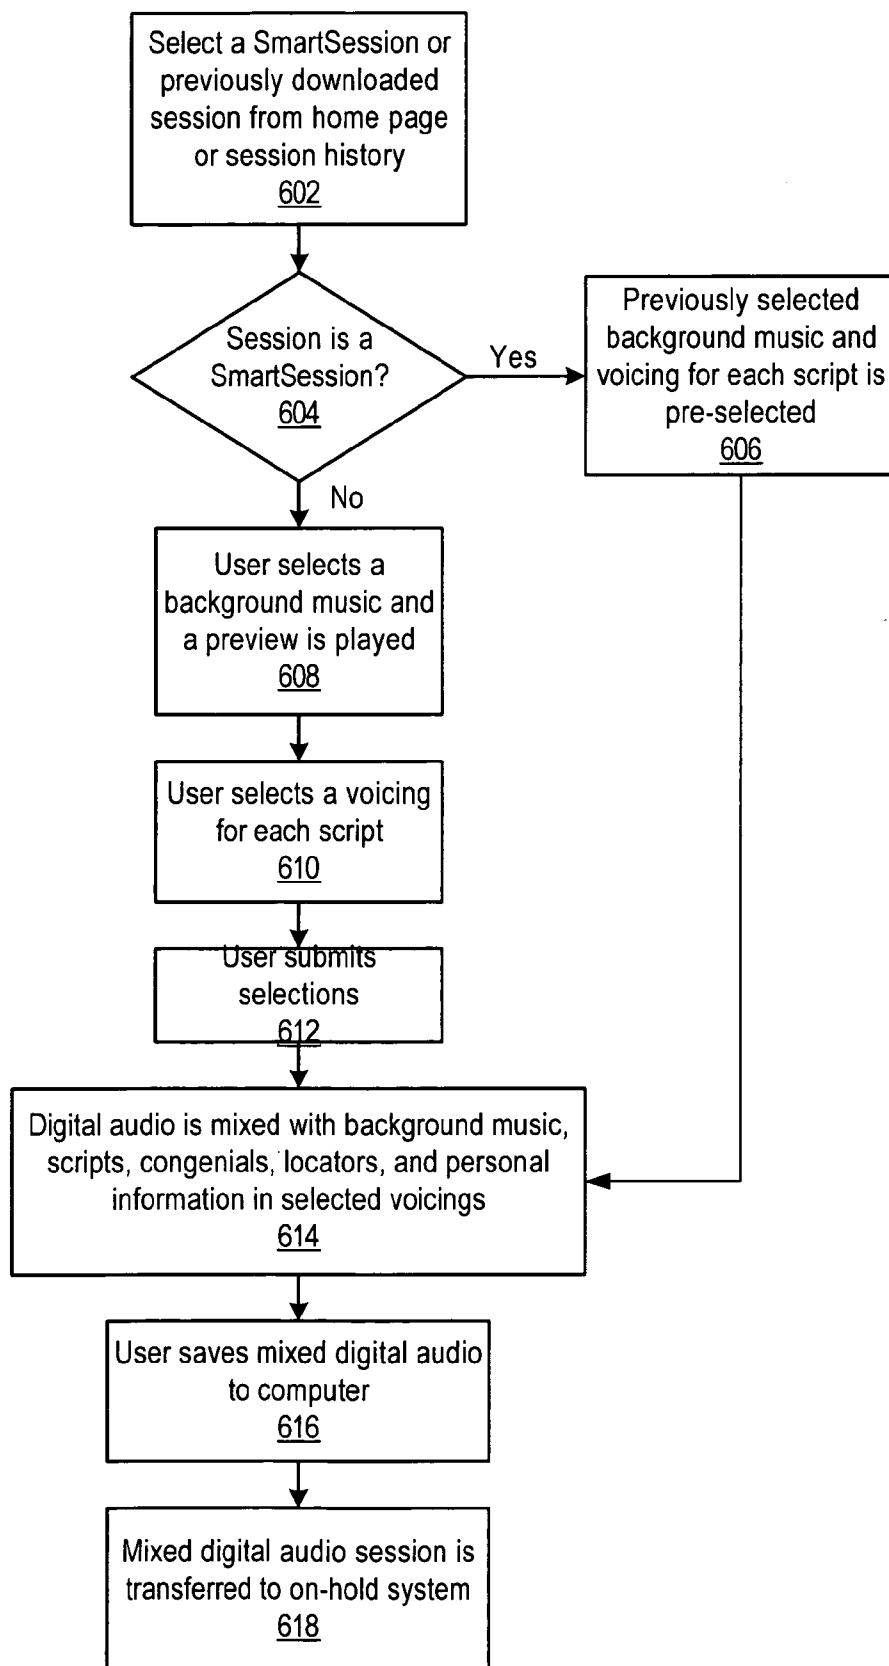 Select a SmartSession or
previously downloaded
session from home page
or session history
602
Session is a
SmartSession?
604
Yes
Previously selected
background music and
voicing for each script is
pre-selected
606
No
User selects a
background music and
a preview is played
608
User selects a voicing
for each script
610
User submits
selections
612
Digital audio is mixed with background music,
scripts, congenials, locators, and personal
information in selected voicings
614
User saves mixed digital audio
to computer
616
Mixed digital audio session is
transferred to on-hold system
618